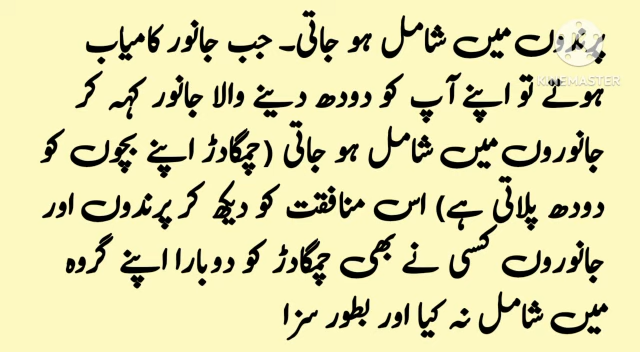 پرندوں میں شامل ہو جاتی۔ جب جانور کامیاب
ہوتے تو اپنے آپ کو دودھ دینے والا جانور کہہ کر
KINEMASTER
جانوروں میں شامل ہو جاتی (چمگادڑ اپنے بچوں کو
دودھ پلاتی ہے) اس منافقت کو دیکھ کر پرندوں اور
جانوروں کسی نے بھی چمگادڑ کو دوبارا اپنے گروہ
میں شامل نہ کیا اور بطور سزا